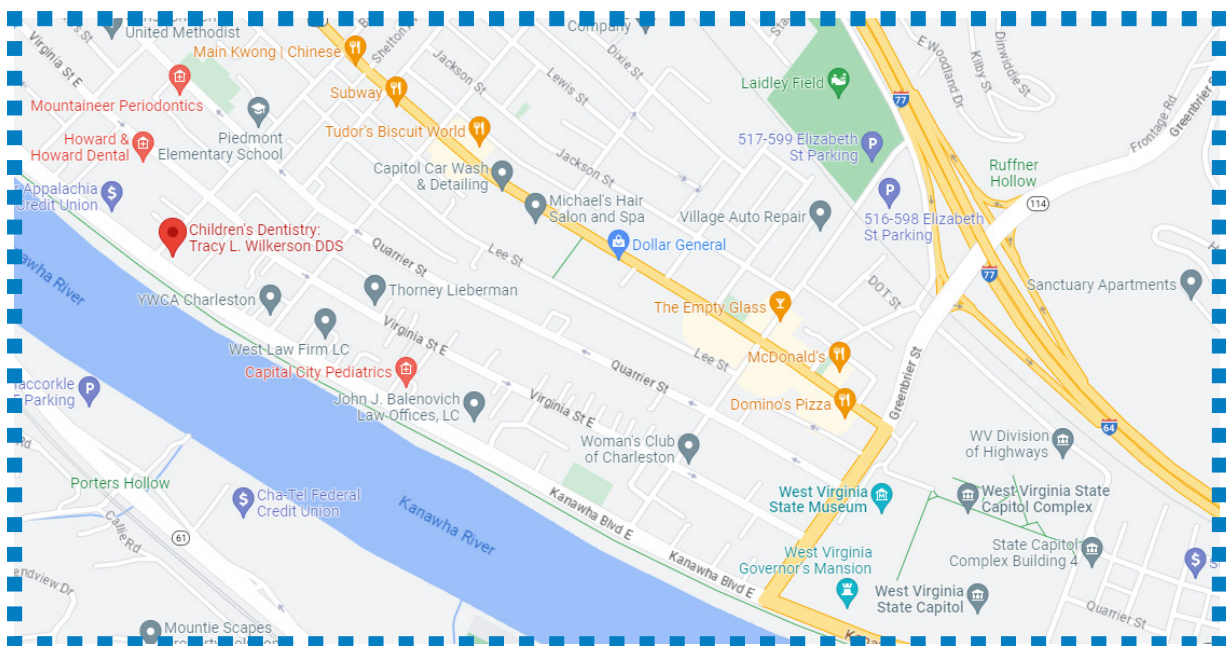 United Methodist
Company
Main Kwong | Chinese
Shelton Ave
Virginia St E
Jackson St
Dixie St
Lewis St
E Woodland Dr
Kilby St
Dinwiddie St
Frontage Rd
Greenbrier
Laidley Field
77
Subway
Mountaineer Periodontics
Tudor's Biscuit World
Piedmont
Elementary School
Howard &
Howard Dental
517-599 Elizabeth
St Parking
Jackson St
Capitol Car Wash
& Detailing
Ruffner
Hollow
114
Appalachia
Credit Union
Michael's Hair
Salon and Spa
Village Auto Repair
516-598 Elizabeth
St Parking
Children's Dentistry:
Tracy L. Wilkerson DDS
Quarrier St
Lee St
Dollar General
77
Kanawha River
Thorney Lieberman
DOT St
Sanctuary Apartments
YWCA Charleston
The Empty Glass
Virginia St E
West Law Firm LC
Lee St
McDonald's
Quarrier St
Capital City Pediatrics
Greenbrier St
Parking
John J. Balenovich
Law Offices, LC
Virginia St E
Domino's Pizza
64
Woman's Club
of Charleston
WV Division
of Highways
Rd
Porters Hollow
Cha-Tel Federal
Credit Union
Kanawha River
Kanawha Blvd E
West Virginia
State Museum
West Virginia State
Capitol Complex
Callie Rd
61
Kanawha Blvd E
West Virginia
Governor's Mansion
State Capitol
Complex Building 4
West Virginia
State Capitol
Quarrier St
Mountie Scapes